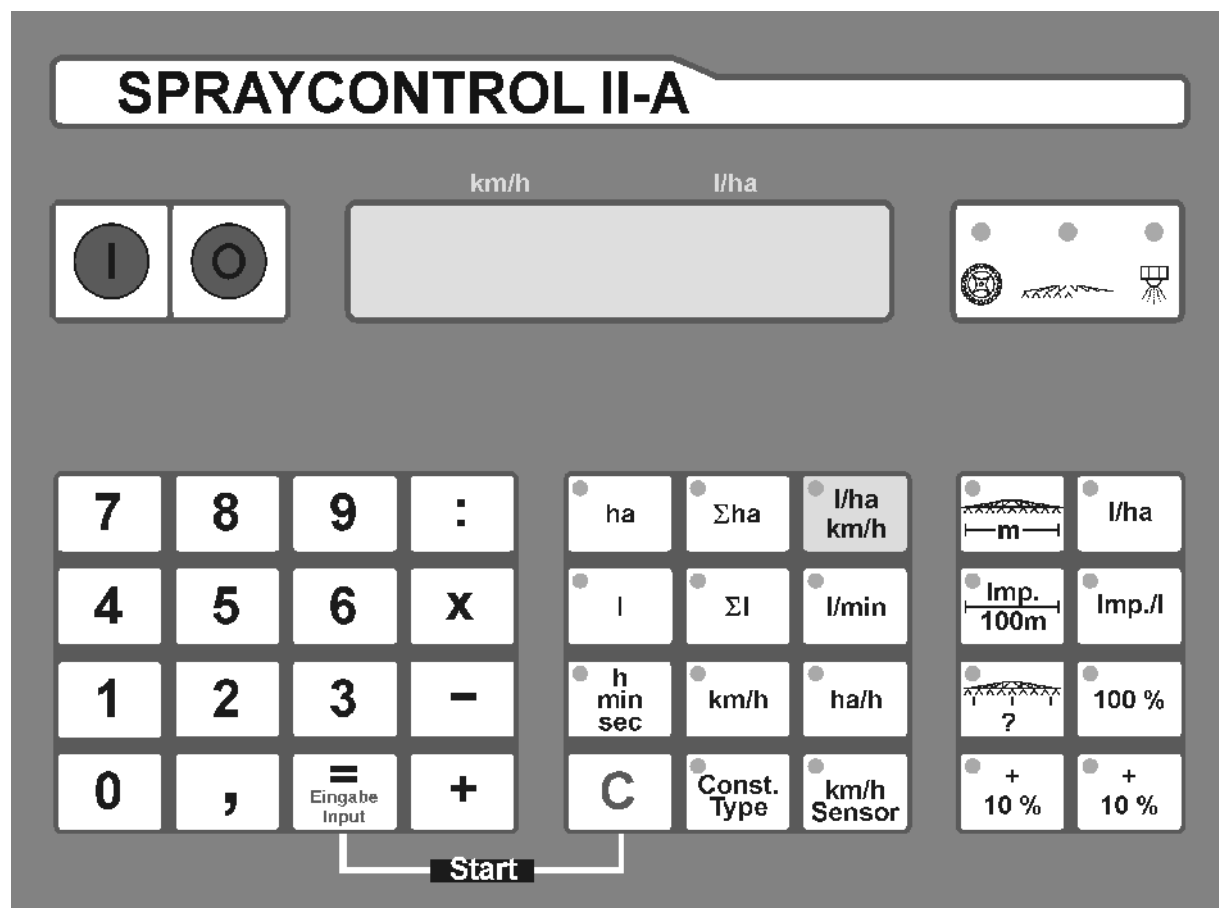 SPRAYCONTROL II-A
km/h l/ha
I O
7 8 9 :
ha Σha l/ha
km/h
m l/ha
4 5 6 x
l Σl l/min
Imp.
100m
Imp./l
1 2 3 −
h
min
sec
km/h ha/h
?
100 %
0 , =
Eingabe
Input
+
C Const.
Type
km/h
Sensor
+
10 %
+
10 %
Start